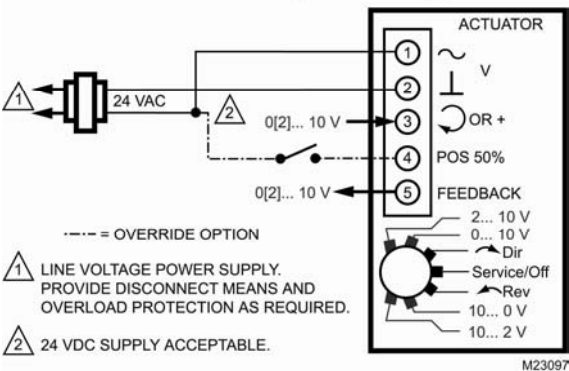 ACTUATOR
1
V
1
24 VAC
2
2
0[2]... 10 V
3
OR +
4
POS 50%
0[2]... 10 V
5
FEEDBACK
= OVERRIDE OPTION
2... 10 V
0... 10 V
Dir
Service/Off
Rev
10... 0 V
10... 2 V
1 LINE VOLTAGE POWER SUPPLY.
PROVIDE DISCONNECT MEANS AND
OVERLOAD PROTECTION AS REQUIRED.
2 24 VDC SUPPLY ACCEPTABLE.
M23097